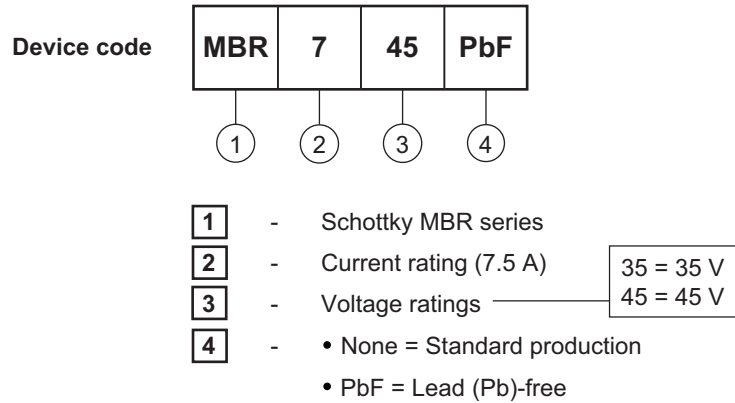 Device code MBR 7 45 PbF
1 2 3 4
1 - Schottky MBR series
2 - Current rating (7.5 A)
3 - Voltage ratings
35 = 35 V
45 = 45 V
4 - • None = Standard production
• PbF = Lead (Pb)-free